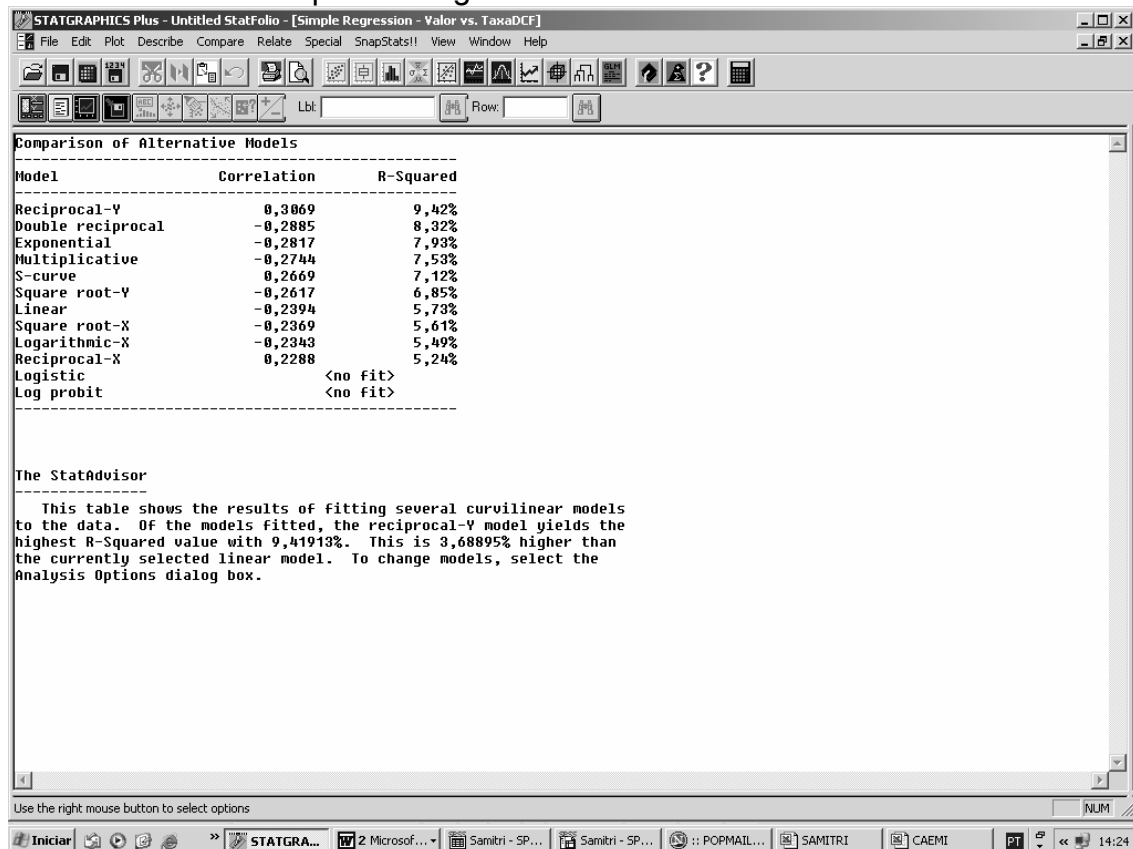 STATGRAPHICS Plus - Untitled StatFolio - [Simple Regression - Valor vs. TaxaDCF]
File Edit Plot Describe Compare Relate Special SnapStats!! View Window Help
Lbl: Row:
Comparison of Alternative Models
Model Correlation R-Squared
Reciprocal-Y 0,3069 9,42%
Double reciprocal -0,2885 8,32%
Exponential -0,2817 7,93%
Multiplicative -0,2744 7,53%
S-curve 0,2669 7,12%
Square root-Y -0,2617 6,85%
Linear -0,2394 5,73%
Square root-X -0,2369 5,61%
Logarithmic-X -0,2343 5,49%
Reciprocal-X 0,2288 5,24%
Logistic <no fit>
Log probit <no fit>
The StatAdvisor
This table shows the results of fitting several curvilinear models
to the data. Of the models fitted, the reciprocal-Y model yields the
highest R-Squared value with 9,41913%. This is 3,68895% higher than
the currently selected linear model. To change models, select the
Analysis Options dialog box.
Use the right mouse button to select options NUM
Iniciar » STATGRA... 2 Microsof... Samitri - SP... Samitri - SP... :: POPMAIL... SAMITRI CAEMI PT « 14:24